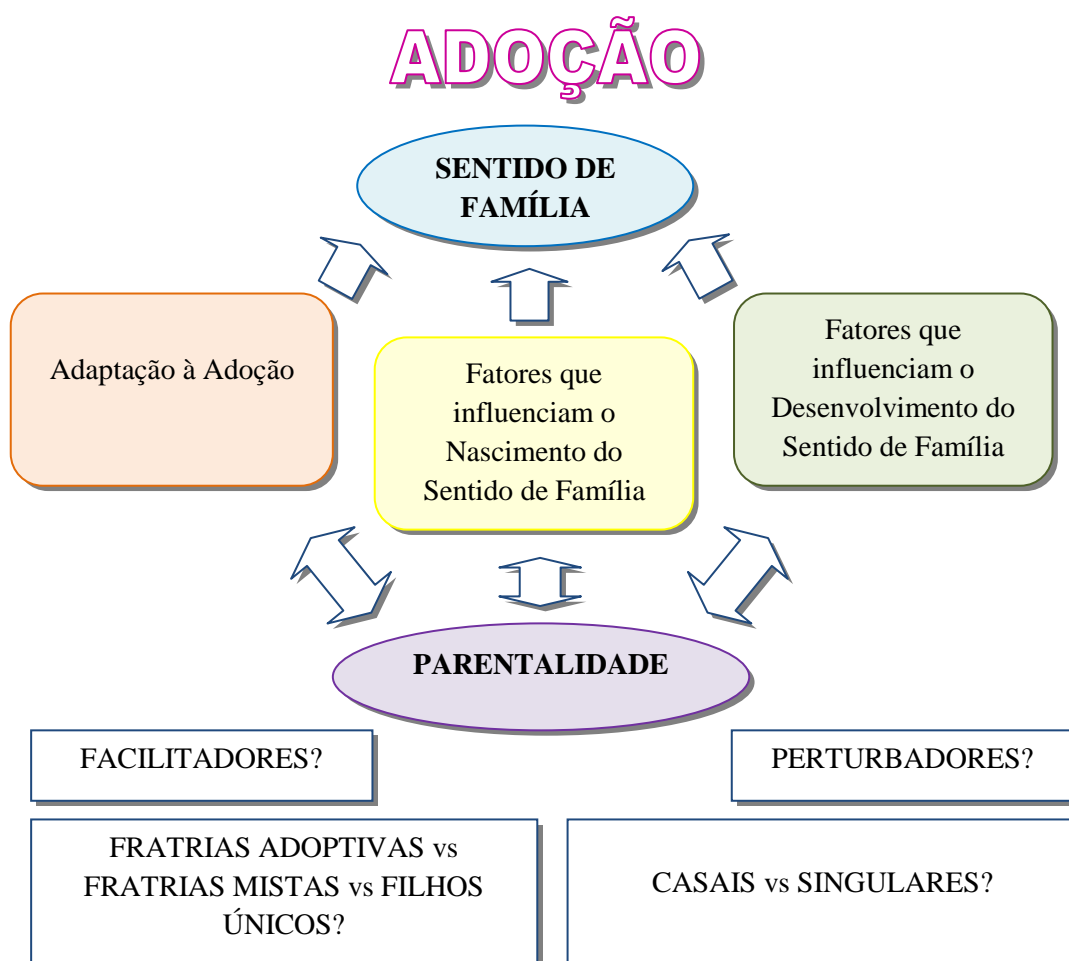 ADOÇÃO
SENTIDO DE
FAMÍLIA
Adaptação à Adoção
Fatores que
influenciam o
Nascimento do
Sentido de Família
Fatores que
influenciam o
Desenvolvimento do
Sentido de Família
PARENTALIDADE
FACILITADORES?
PERTURBADORES?
FRATRIAS ADOPTIVAS vs
FRATRIAS MISTAS vs FILHOS
ÚNICOS?
CASAIS vs SINGULARES?